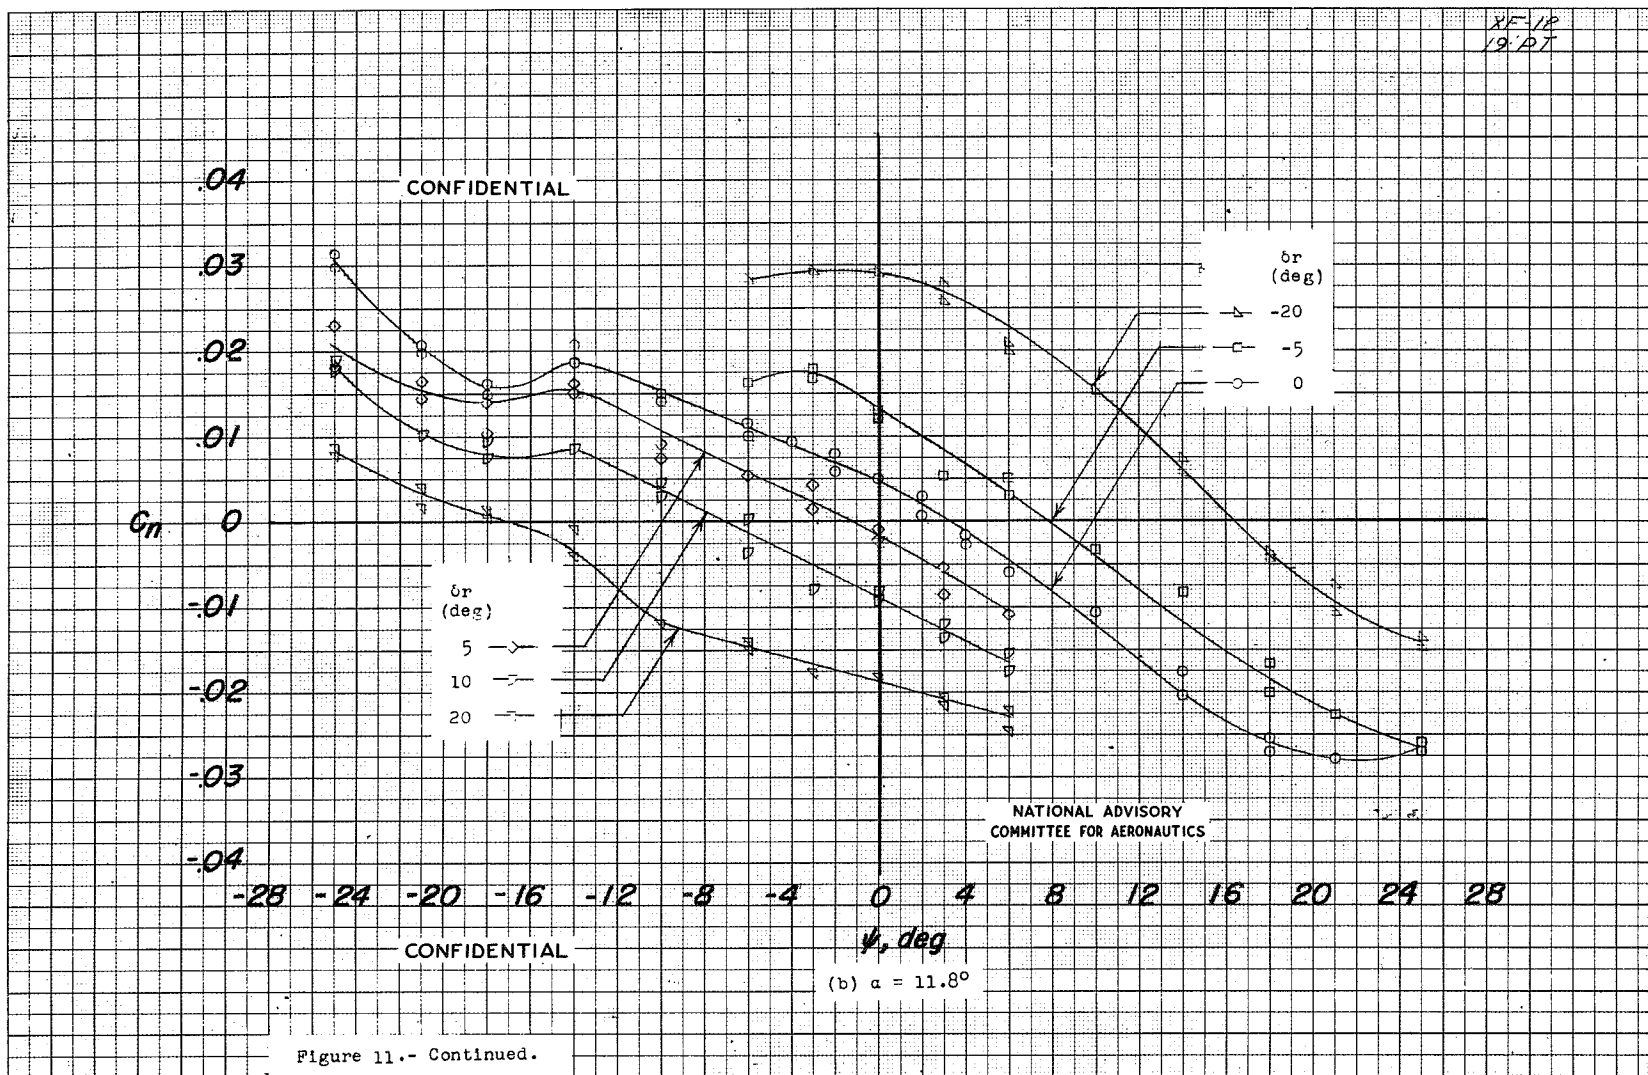 XF-12
19 PT
.04
CONFIDENTIAL
.03
δr
(deg)
-20
.02
-5
0
.01
Cn 0
δr
(deg)
-.01
5
10
-.02
20
-.03
NATIONAL ADVISORY
COMMITTEE FOR AERONAUTICS
-.04
-28 -24 -20 -16 -12 -8 -4 0 4 8 12 16 20 24 28
ψ, deg
CONFIDENTIAL
(b) α = 11.8°
Figure 11.- Continued.